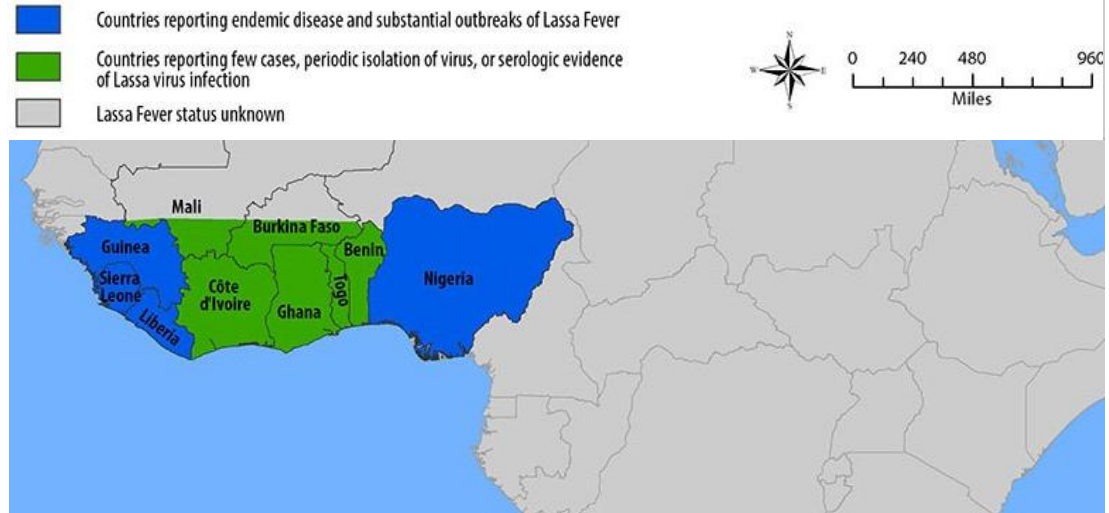 Countries reporting endemic disease and substantial outbreaks of Lassa Fever
Countries reporting few cases, periodic isolation of virus, or serologic evidence
of Lassa virus infection
Lassa Fever status unknown
N
W
E
S
0 240 480 960
Miles
Mali
Burkina Faso
Guinea
Benin
Sierra
Leone
Côte
d'Ivoire
Togo
Nigeria
Ghana
Liberia